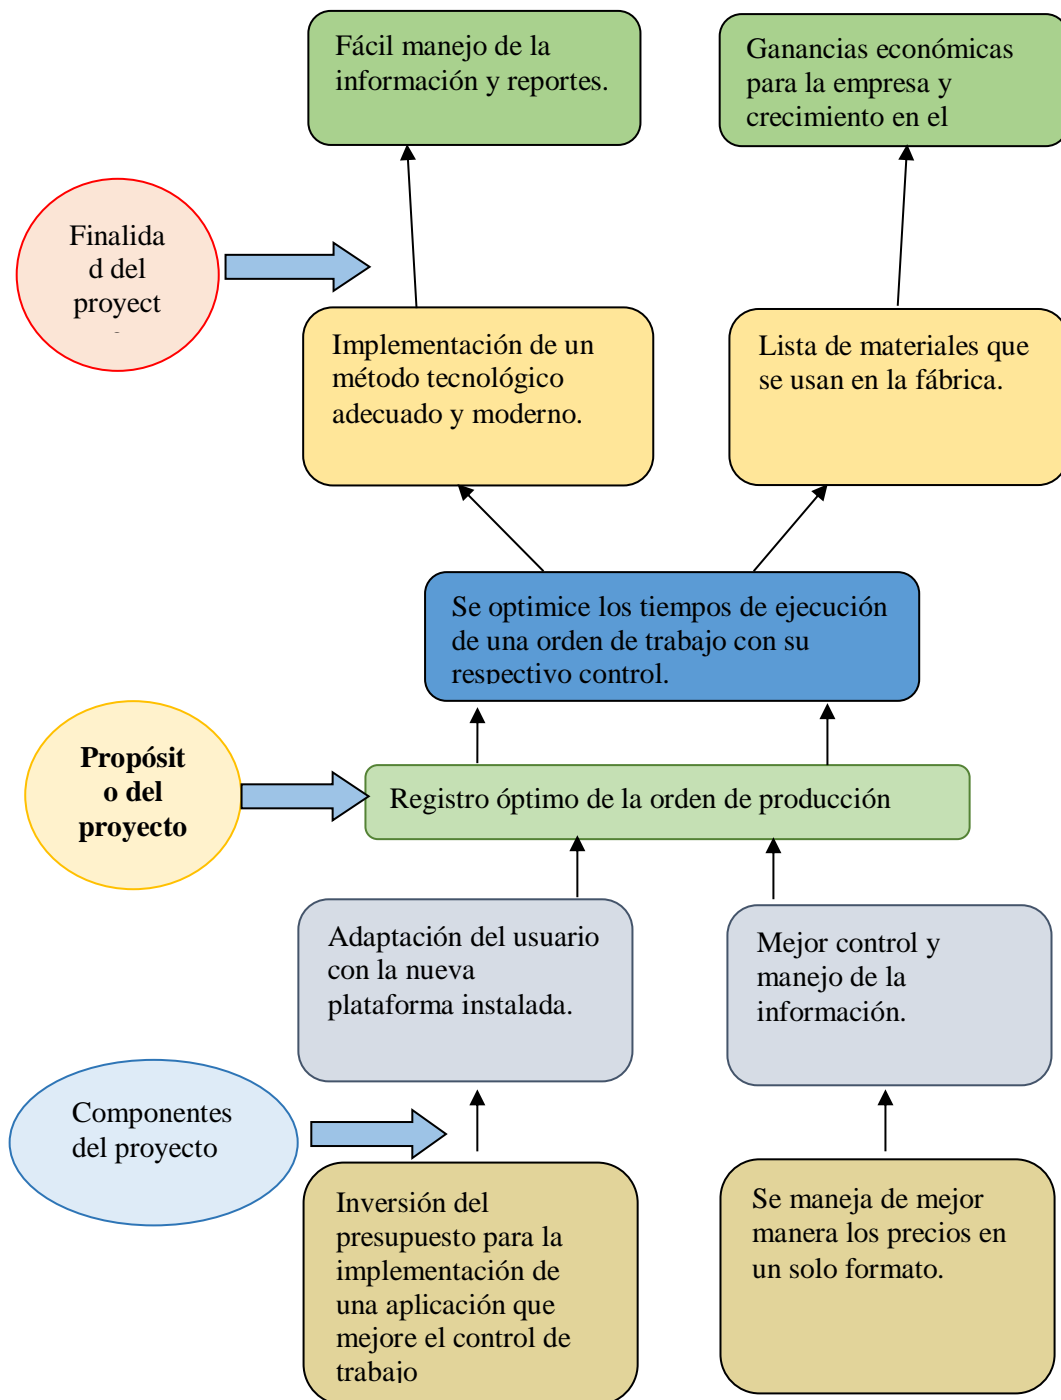 Fácil manejo de la
información y reportes.
Ganancias económicas
para la empresa y
crecimiento en el
Finalida
d del
proyect
Implementación de un
método tecnológico
adecuado y moderno.
Lista de materiales que
se usan en la fábrica.
Se optimice los tiempos de ejecución
de una orden de trabajo con su
respectivo control.
Propósit
o del
proyecto
Registro óptimo de la orden de producción
Adaptación del usuario
con la nueva
plataforma instalada.
Mejor control y
manejo de la
información.
Componentes
del proyecto
Inversión del
presupuesto para la
implementación de
una aplicación que
mejore el control de
trabajo
Se maneja de mejor
manera los precios en
un solo formato.